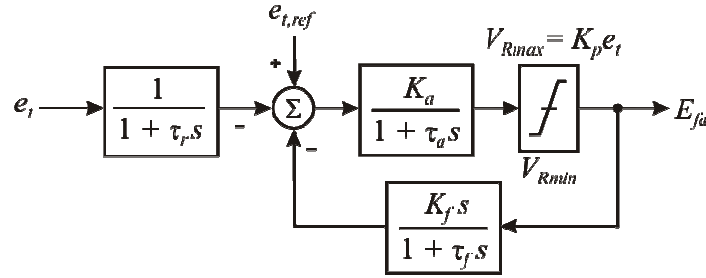 e_{t,ref}
V_{Rmax} = K_p e_t
+
e_t
1
1 + τ_r s
-
Σ
K_a
1 + τ_a s
E_{fd}
-
V_{Rmin}
K_f s
1 + τ_f s